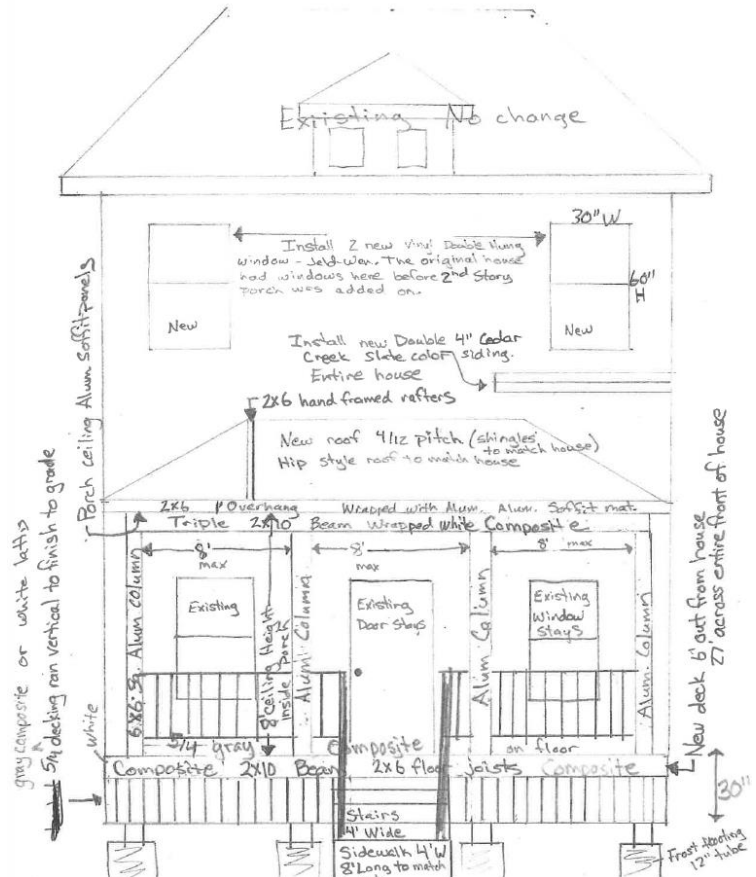 Exiisting No change
30" W
Install 2 new vinyl Double Hung
window - Jeld-Wen. The original house
had windows here before 2nd Story
porch was added on.
60"
H
New
New
Install new Double 4" Cedar
Creek Slate color siding.
Entire house
2x6 hand framed rafters
New roof 4/12 pitch (shingles
to match house)
Hip style roof to match house
Porch ceiling Alum Soffit panels
2x6 1' Overhang Wrapped with Alum. Alum. Soffit mat.
Triple 2x10 Beam Wrapped white Composite
8'
max
8'
max
8' max
6x6 Sq. Alum column
Existing
8' Ceiling Height
inside porch
Alum Column
Existing
Door Stays
Alum Column
Existing
Window
Stays
Alum. Column
New deck 6' out from house
27' across entire front of house
gray composite or white lattis
5/4 decking ran vertical to finish to grade
white
5/4 gray Composite on floor
Composite 2x10 Beam 2x6 floor joists Composite
30"
Stairs
4' Wide
Sidewalk 4'W
8' Long to match
Frost footing
12" tube